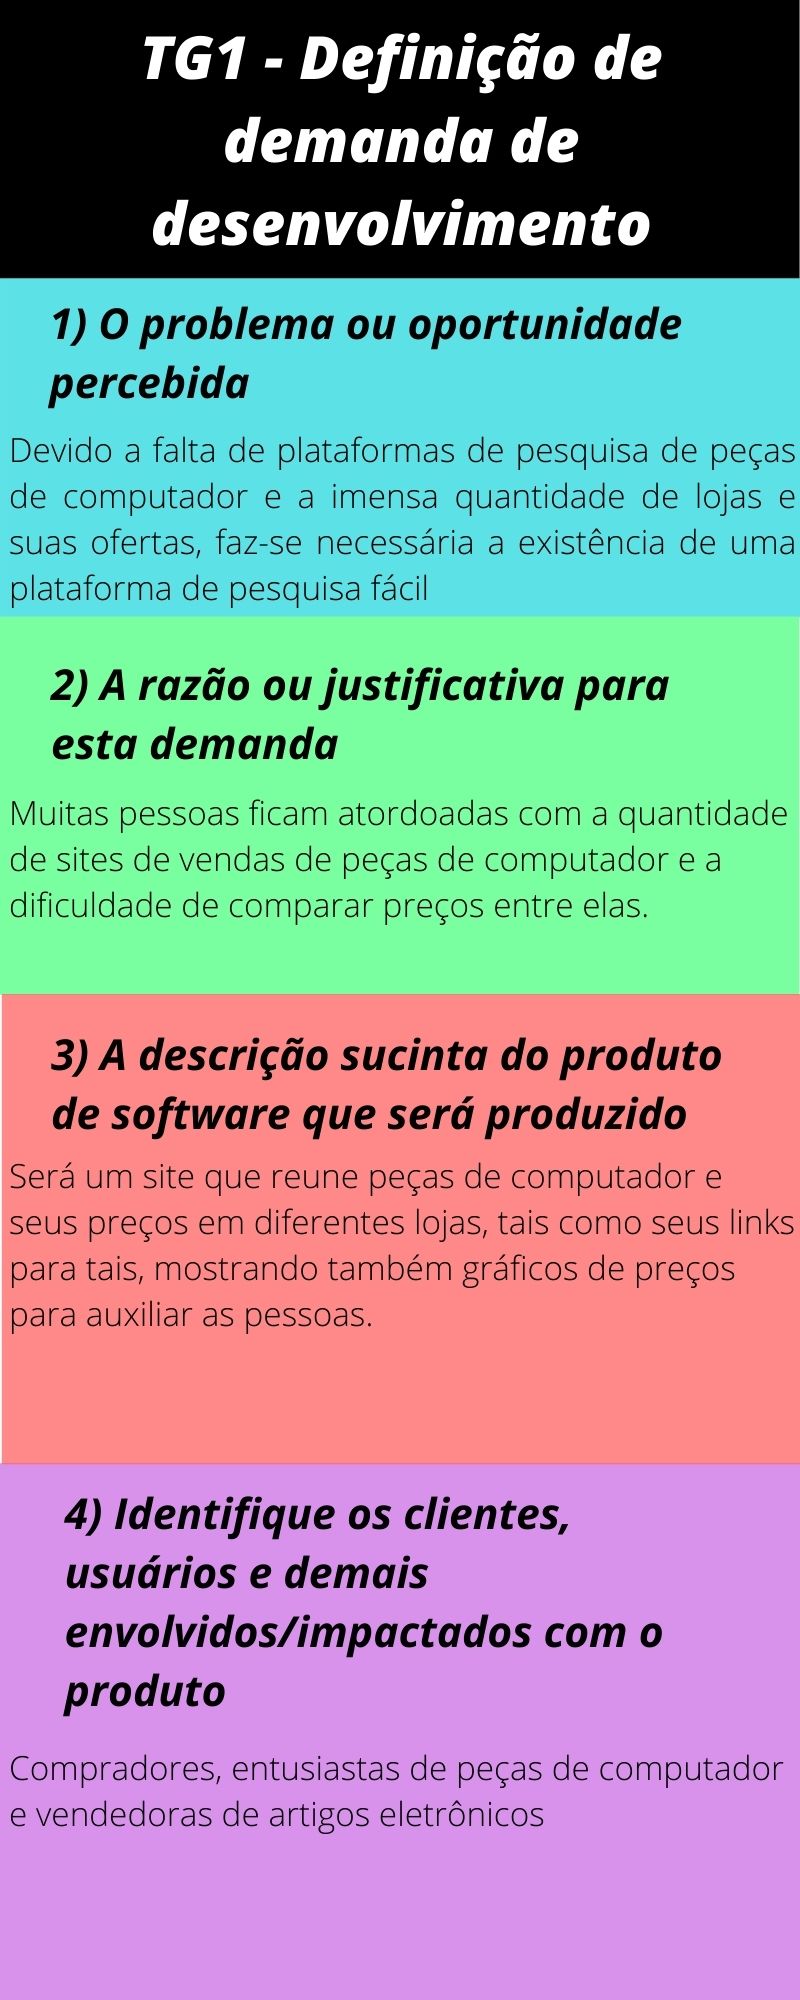 TG1 - Definição de
demanda de
desenvolvimento
1) O problema ou oportunidade
percebida
Devido a falta de plataformas de pesquisa de peças
de computador e a imensa quantidade de lojas e
suas ofertas, faz-se necessária a existência de uma
plataforma de pesquisa fácil
2) A razão ou justificativa para
esta demanda
Muitas pessoas ficam atordoadas com a quantidade
de sites de vendas de peças de computador e a
dificuldade de comparar preços entre elas.
3) A descrição sucinta do produto
de software que será produzido
Será um site que reune peças de computador e
seus preços em diferentes lojas, tais como seus links
para tais, mostrando também gráficos de preços
para auxiliar as pessoas.
4) Identifique os clientes,
usuários e demais
envolvidos/impactados com o
produto
Compradores, entusiastas de peças de computador
e vendedoras de artigos eletrônicos